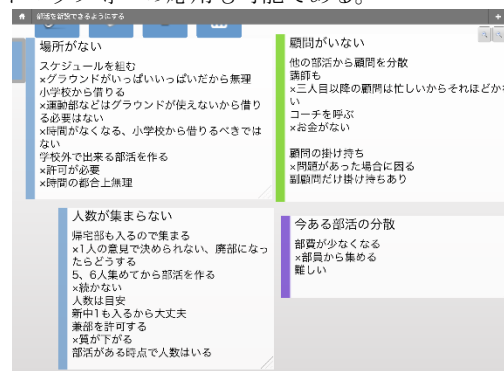 部活を新設できるようにする
場所がない
スケジュールを組む
×グラウンドがいっぱいいっぱいだから無理
小学校から借りる
×運動部などはグラウンドが使えないから借り
る必要はない
×時間がなくなる、小学校から借りるべきでは
ない
学校外で出来る部活を作る
×許可が必要
×時間の都合上無理
顧問がいない
他の部活から顧問を分散
講師も
×三人目以降の顧問は忙しいからそれほどかな
い
コーチを呼ぶ
×お金がない
顧問の掛け持ち
×問題があった場合に困る
副顧問だけ掛け持ちあり
人数が集まらない
帰宅部も入るので集まる
×1人の意見で決められない、廃部になっ
たらどうする
5、6人集めてから部活を作る
×続かない
人数は目安
新中1も入るから大丈夫
兼部を許可する
×質が下がる
部活がある時点で人数はいる
今ある部活の分散
部費が少なくなる
×部員から集める
難しい